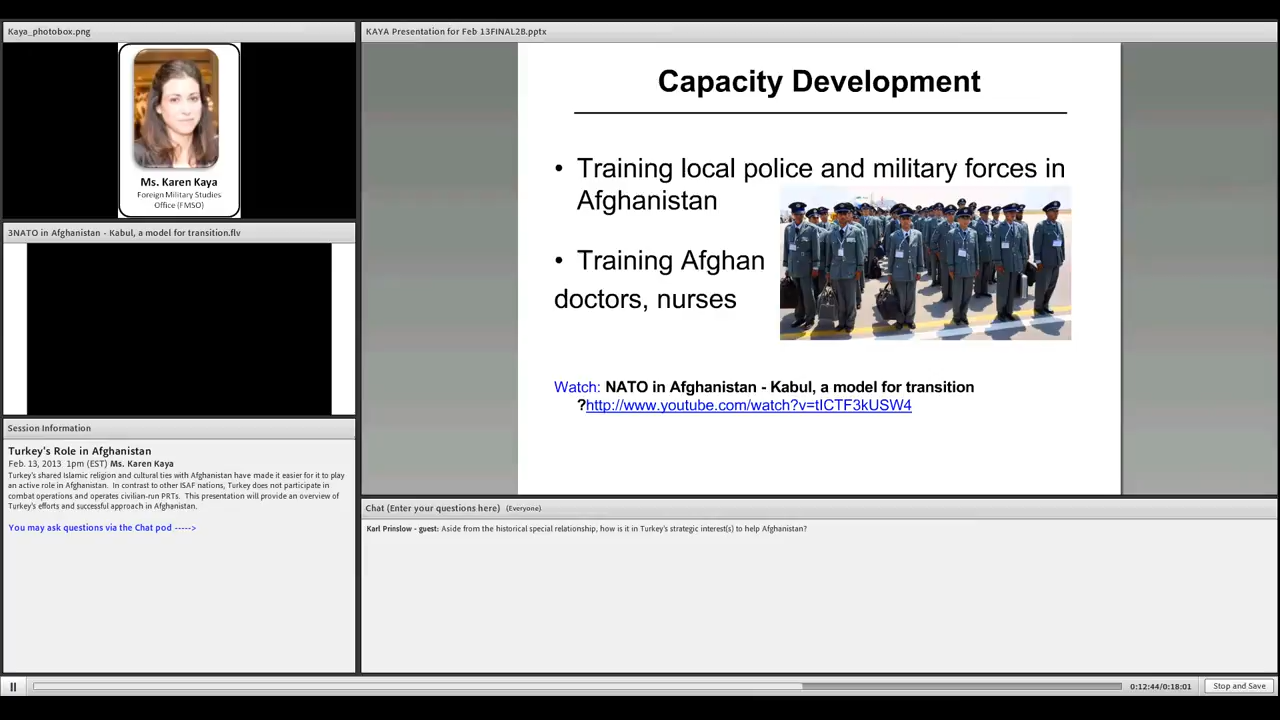 Kaya_photobox.png
Ms. Karen Kaya
Foreign Military Studies
Office (FMSO)
3NATO in Afghanistan - Kabul, a model for transition.flv
Session Information
Turkey's Role in Afghanistan
Feb. 13, 2013  1pm (EST) Ms. Karen Kaya
Turkey's shared Islamic religion and cultural ties with Afghanistan have made it easier for it to play
an active role in Afghanistan.  In contrast to other ISAF nations, Turkey does not participate in
combat operations and operates civilian-run PRTs.  This presentation will provide an overview of
Turkey's efforts and successful approach in Afghanistan.
You may ask questions via the Chat pod ----->
KAYA Presentation for Feb 13FINAL2B.pptx
Capacity Development
• Training local police and military forces in
Afghanistan
• Training Afghan
doctors, nurses
Watch: NATO in Afghanistan - Kabul, a model for transition
?http://www.youtube.com/watch?v=tICTF3kUSW4
Chat (Enter your questions here) (Everyone)
Karl Prinslow - guest: Aside from the historical special relationship, how is it in Turkey's strategic interest(s) to help Afghanistan?
0:12:44/0:18:01
Stop and Save